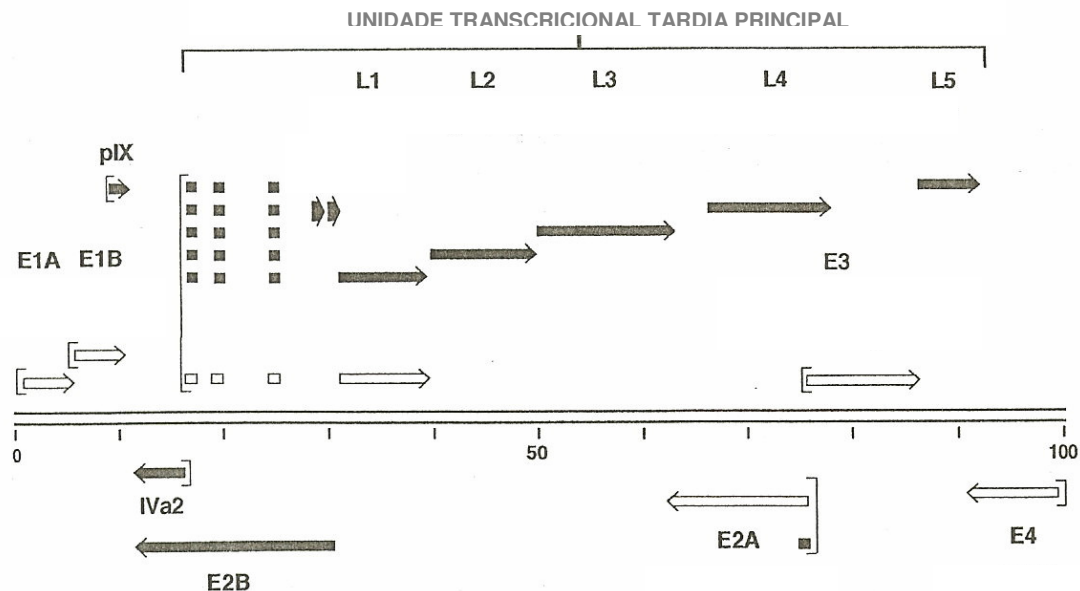 UNIDADE TRANSCRICIONAL TARDIA PRINCIPAL
L1 L2 L3 L4 L5
pIX
E1A E1B E3
0 50 100
IVa2
E2A E4
E2B